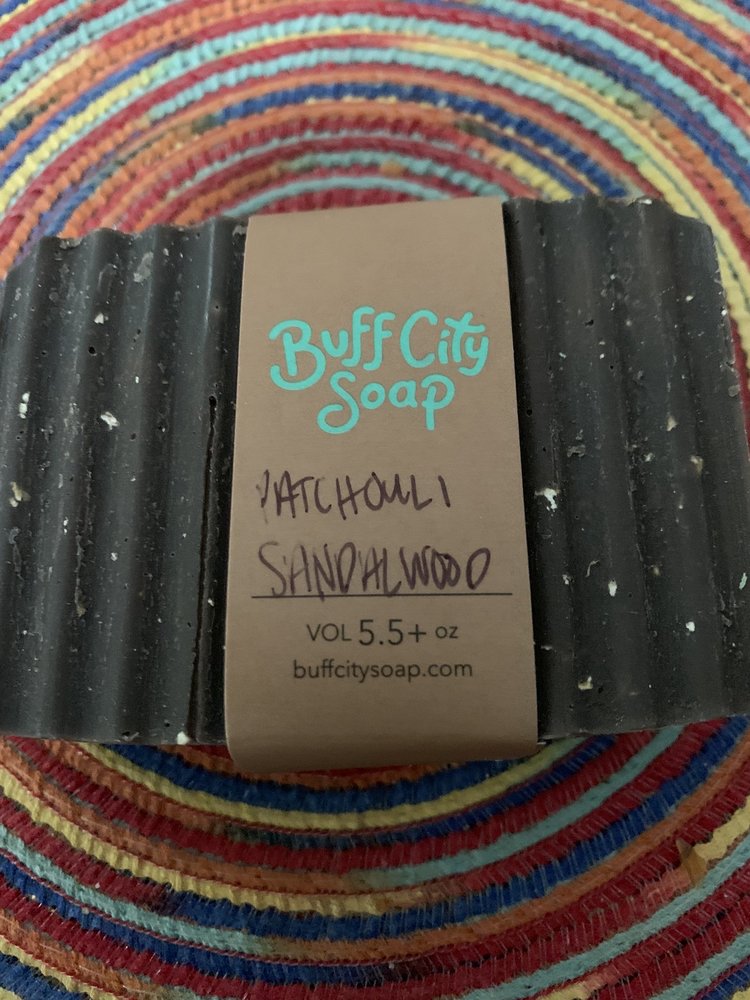 Buff City
Soap
PATCHOULI
SANDALWOOD
VOL 5.5+ oz
buffcitysoap.com